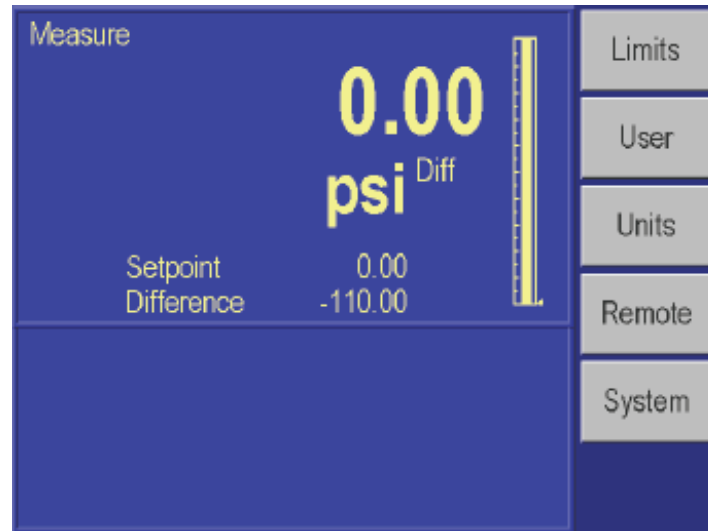 Measure
0.00
psi Diff
Setpoint 0.00
Difference -110.00
Limits
User
Units
Remote
System